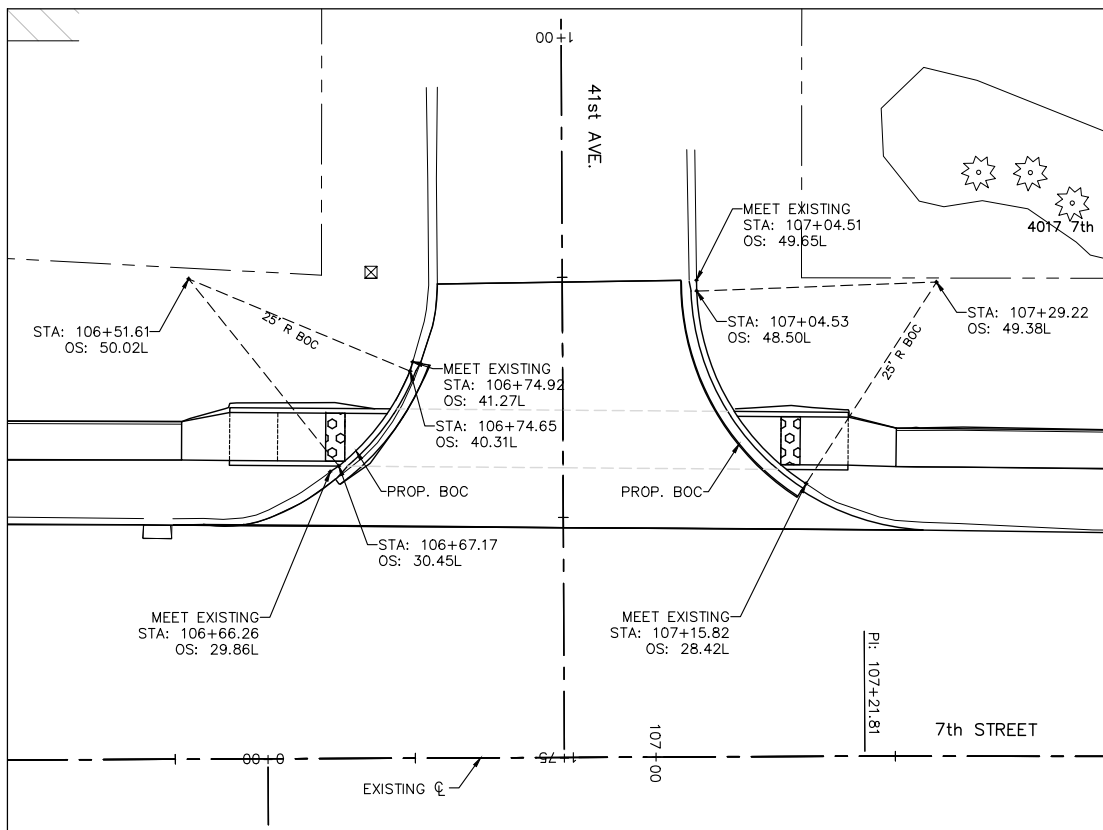 1+00
41st AVE.
MEET EXISTING
STA: 107+04.51
OS: 49.65L
4017 7th
STA: 106+51.61
OS: 50.02L
25' R BOC
STA: 107+04.53
OS: 48.50L
25' R BOC
STA: 107+29.22
OS: 49.38L
MEET EXISTING
STA: 106+74.92
OS: 41.27L
STA: 106+74.65
OS: 40.31L
PROP. BOC
PROP. BOC
STA: 106+67.17
OS: 30.45L
MEET EXISTING
STA: 106+66.26
OS: 29.86L
MEET EXISTING
STA: 107+15.82
OS: 28.42L
PI: 107+21.81
7th STREET
107+00
EXISTING ℄